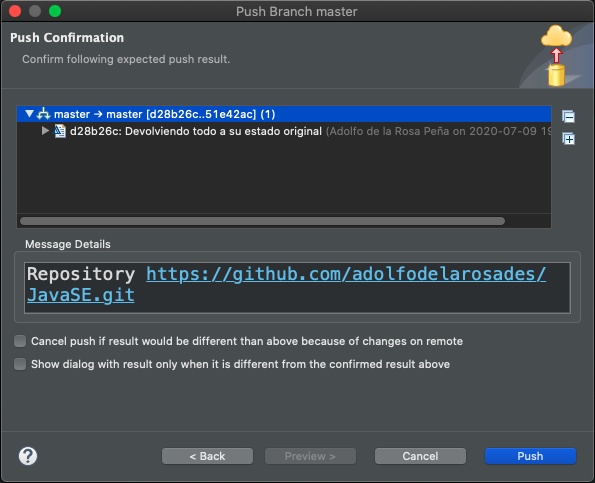 Push Branch master
Push Confirmation
Confirm following expected push result.
master → master [d28b26c..51e42ac] (1)
d28b26c: Devolviendo todo a su estado original (Adolfo de la Rosa Peña on 2020-07-09 19
Message Details
Repository https://github.com/adolfodelarosades/
JavaSE.git
Cancel push if result would be different than above because of changes on remote
Show dialog with result only when it is different from the confirmed result above
?
< Back
Preview >
Cancel
Push